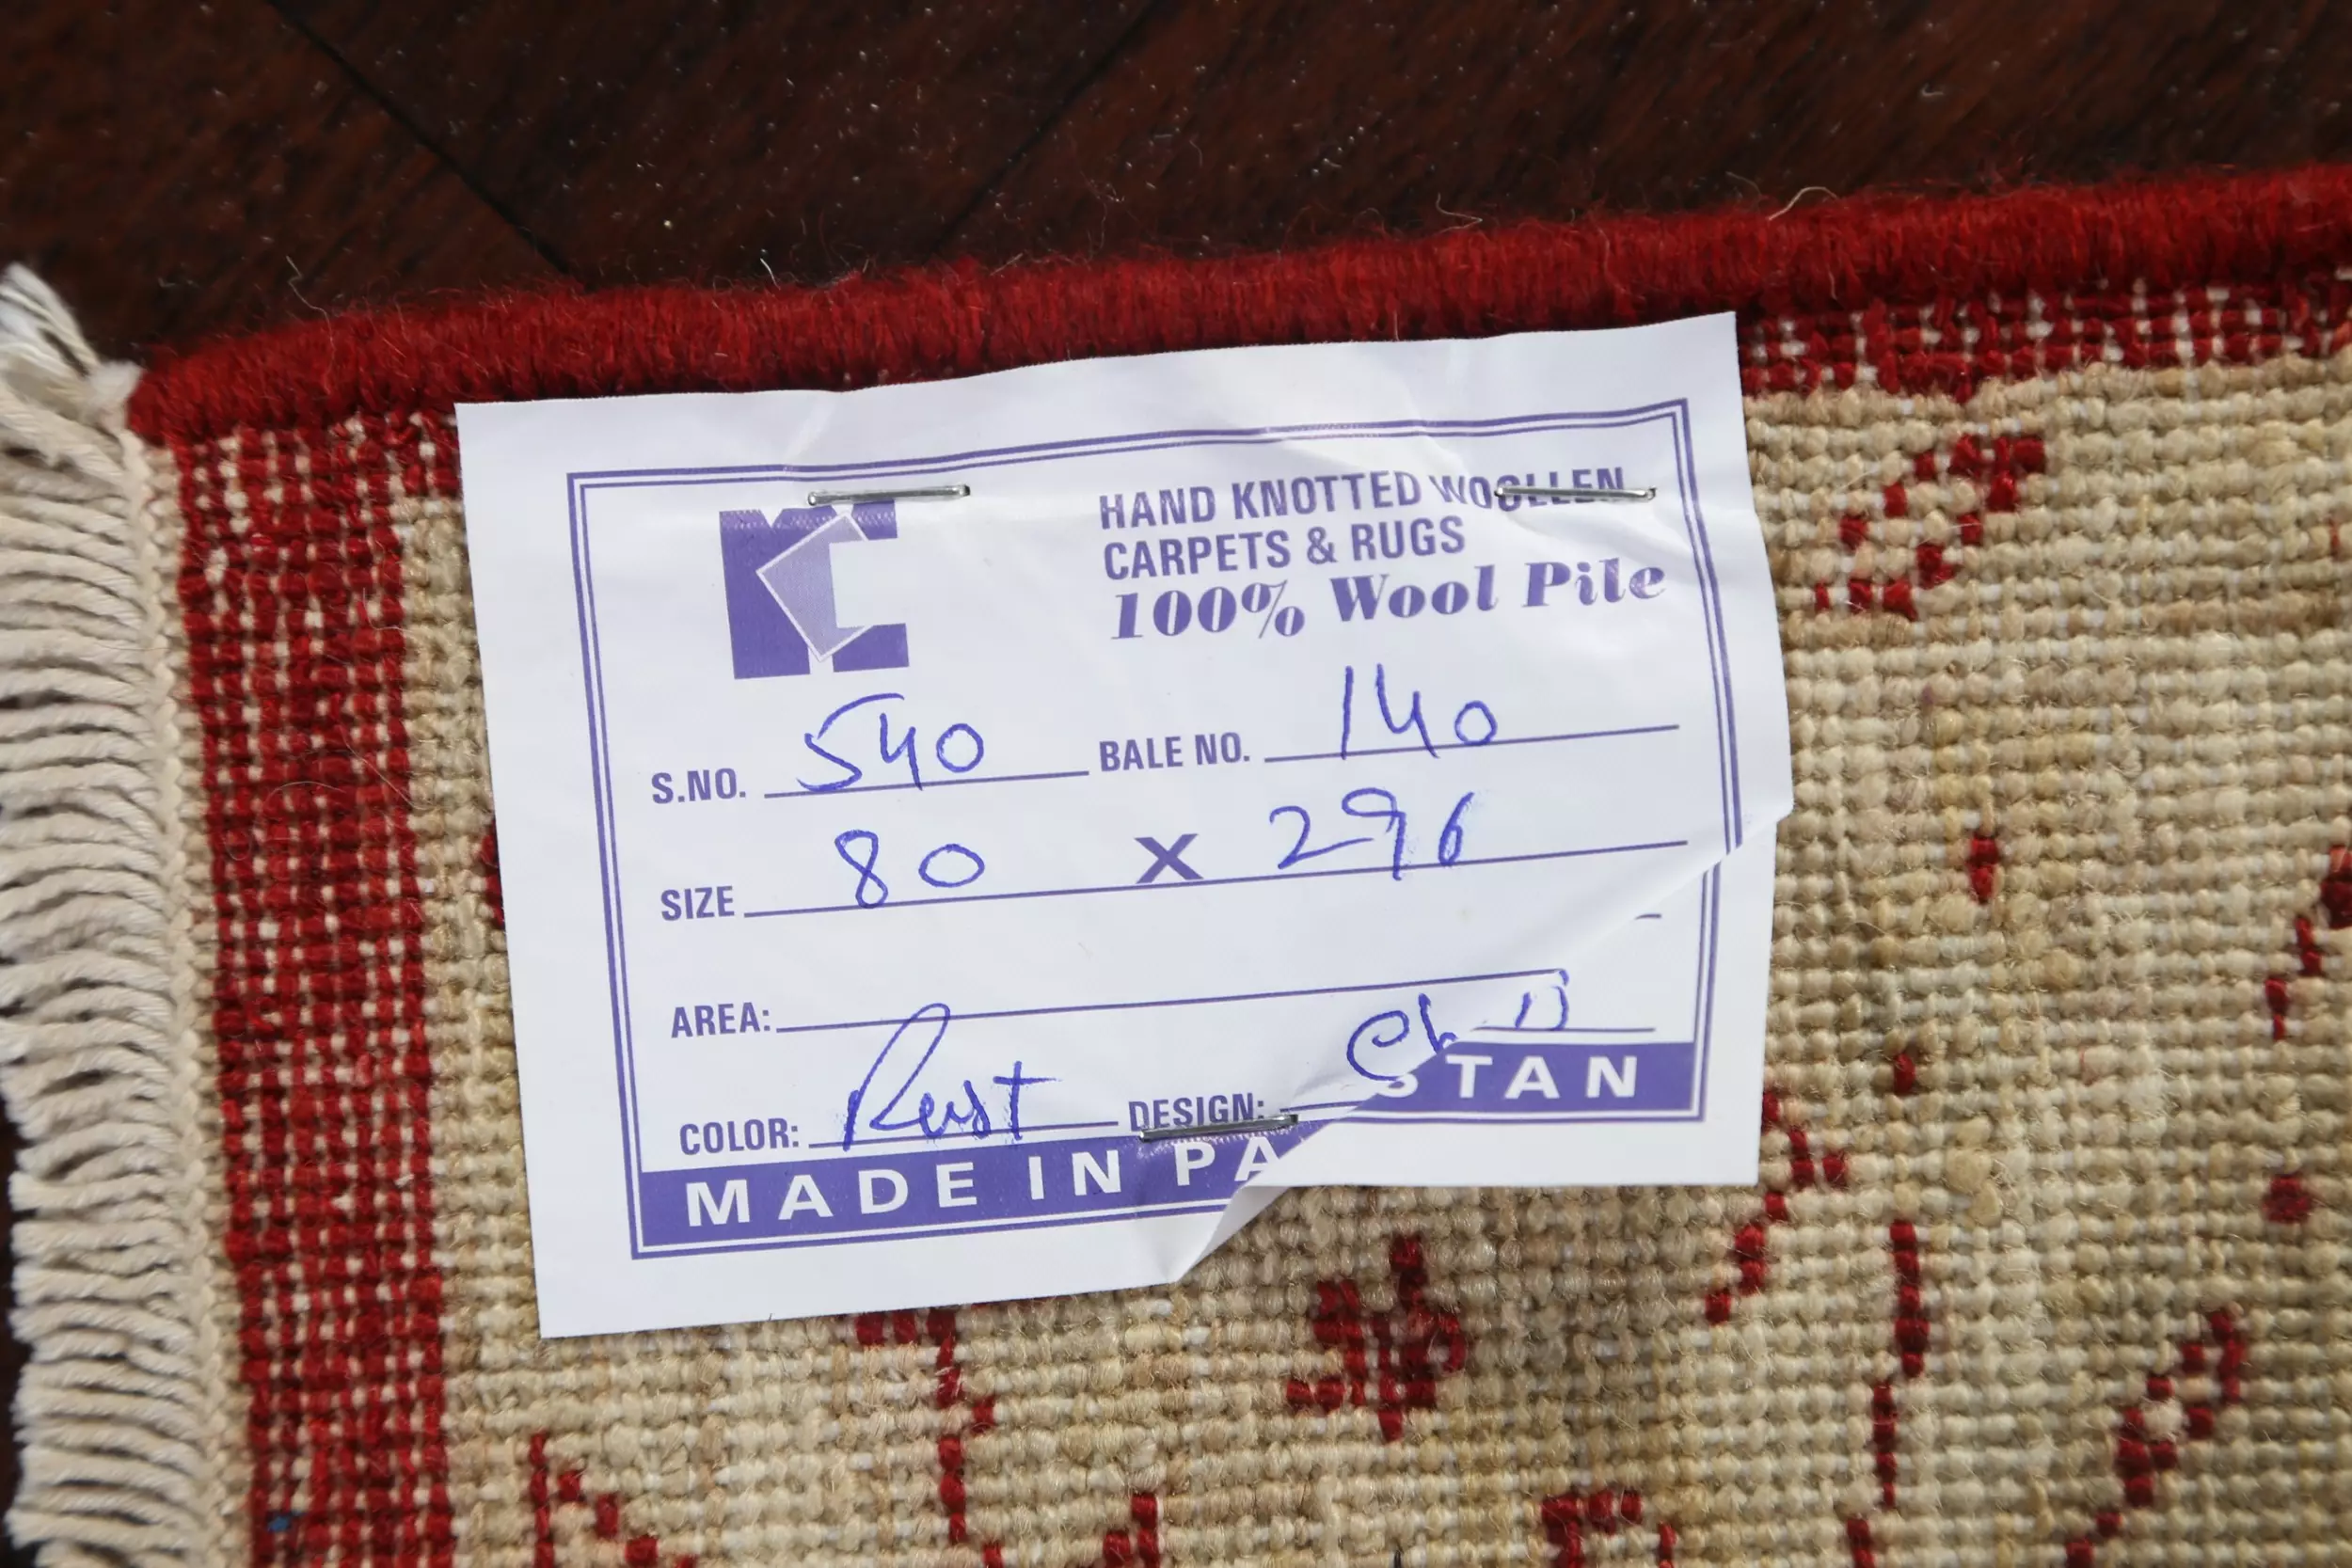 KC
HAND KNOTTED WOOLLEN
CARPETS & RUGS
100% Wool Pile
S.NO. 540 BALE NO. 140
SIZE 80 X 296
AREA:
COLOR: Rust DESIGN:
MADE IN PA STAN